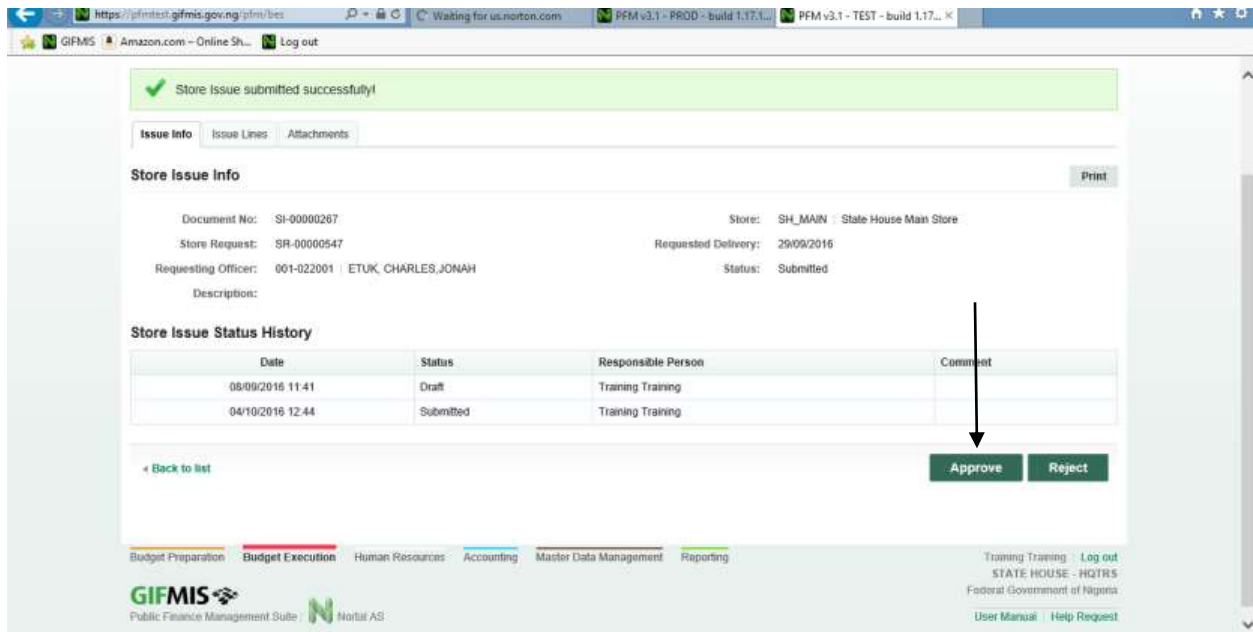 https://pfmtest.gifmis.gov.ng/pfm/bes Waiting for us.norton.com PFM v3.1 - PROD - build 1.17.1... PFM v3.1 - TEST - build 1.17...
GIFMIS Amazon.com – Online Sh... Log out
Store Issue submitted successfully!
Issue Info Issue Lines Attachments
Store Issue Info Print
Document No: SI-00000267 Store: SH_MAIN State House Main Store
Store Request: SR-00000547 Requested Delivery: 29/09/2016
Requesting Officer: 001-022001 ETUK, CHARLES,JONAH Status: Submitted
Description:
Store Issue Status History
Date Status Responsible Person Comment
08/09/2016 11:41 Draft Training Training
04/10/2016 12:44 Submitted Training Training
Back to list Approve Reject
Budget Preparation Budget Execution Human Resources Accounting Master Data Management Reporting Training Training Log out
STATE HOUSE - HQTRS
GIFMIS Federal Government of Nigeria
Public Finance Management Suite Nortal AS User Manual Help Request